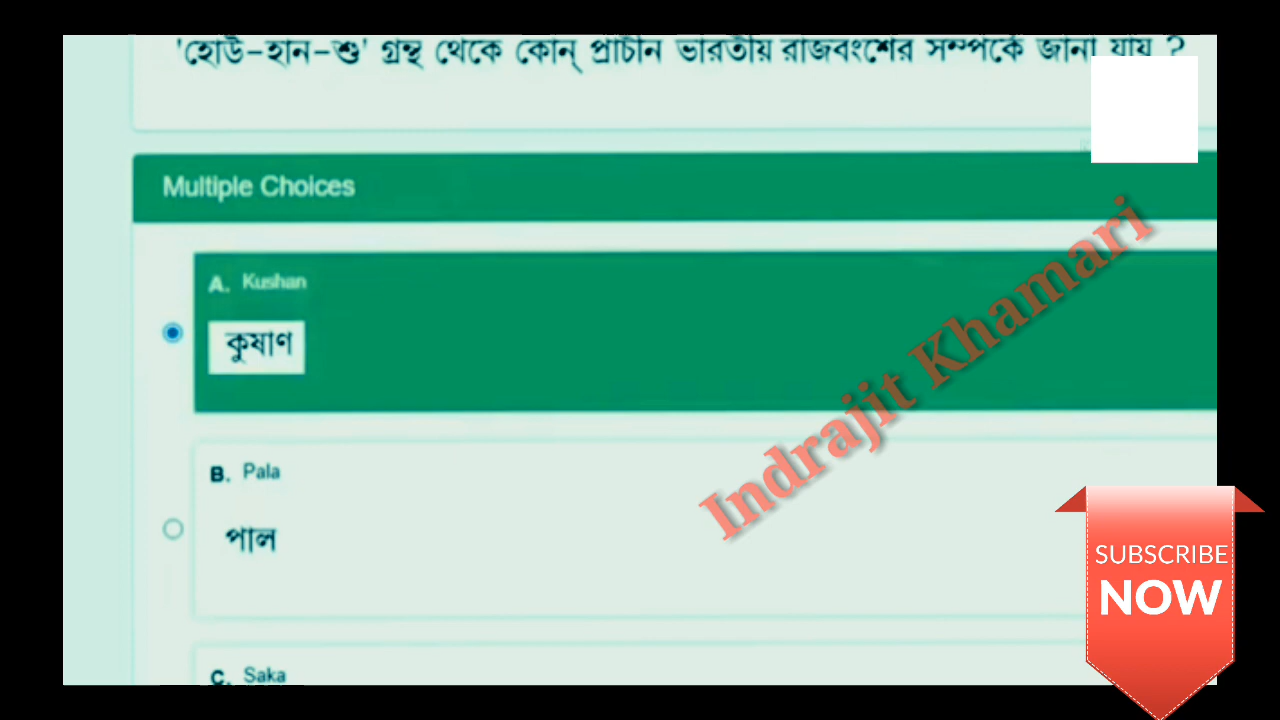 'হোউ-হান-শু' গ্রন্থ থেকে কোন্ প্রাচীন ভারতীয় রাজবংশের সম্পর্কে জানা যায় ?
Multiple Choices
A. Kushan
কুষাণ
B. Pala
পাল
C. Saka
Indrajit Khamari
SUBSCRIBE
NOW